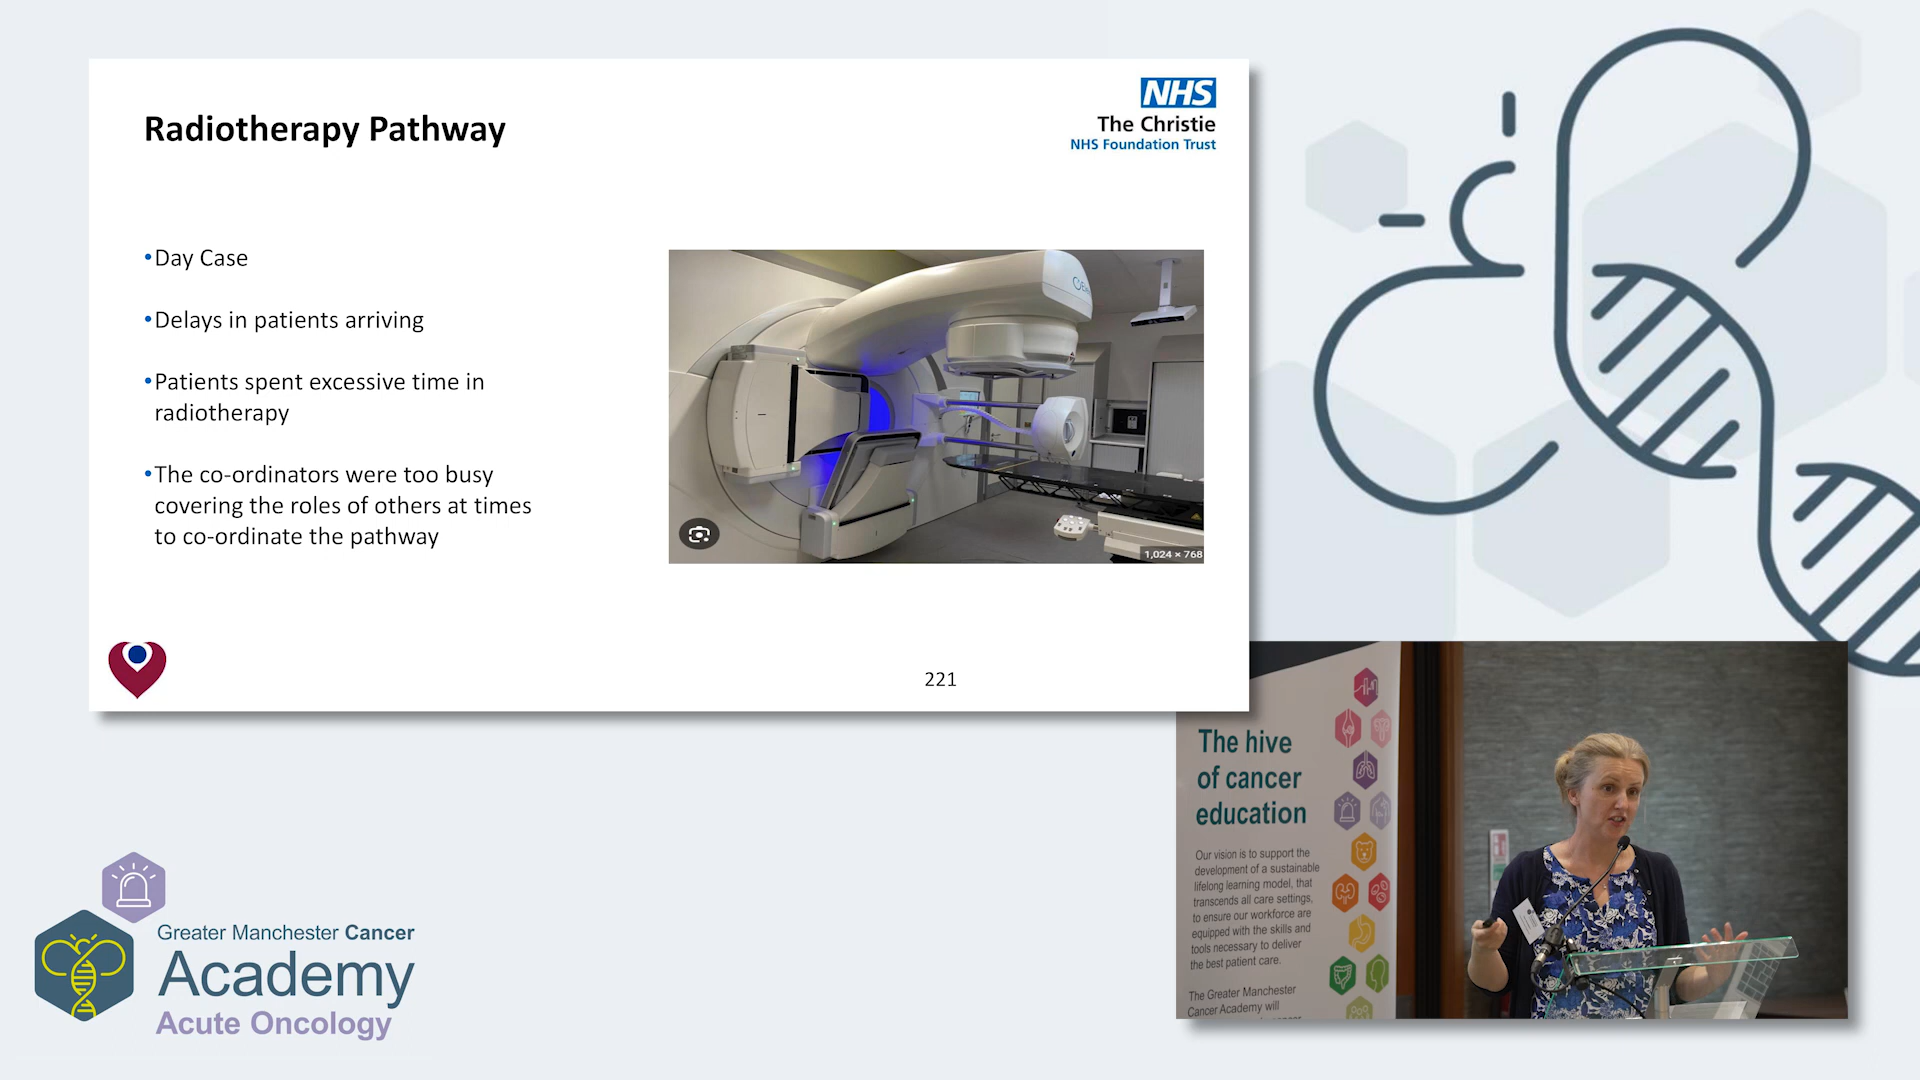 Radiotherapy Pathway
NHS
The Christie
NHS Foundation Trust
•Day Case
•Delays in patients arriving
•Patients spent excessive time in
radiotherapy
•The co-ordinators were too busy
covering the roles of others at times
to co-ordinate the pathway
1,024 × 768
221
The hive
of cancer
education
Our vision is to support the
development of a sustainable
lifelong learning model, that
transcends all care settings,
to ensure our workforce are
equipped with the skills and
tools necessary to deliver
the best patient care.
The Greater Manchester
Cancer Academy will
Greater Manchester Cancer
Academy
Acute Oncology